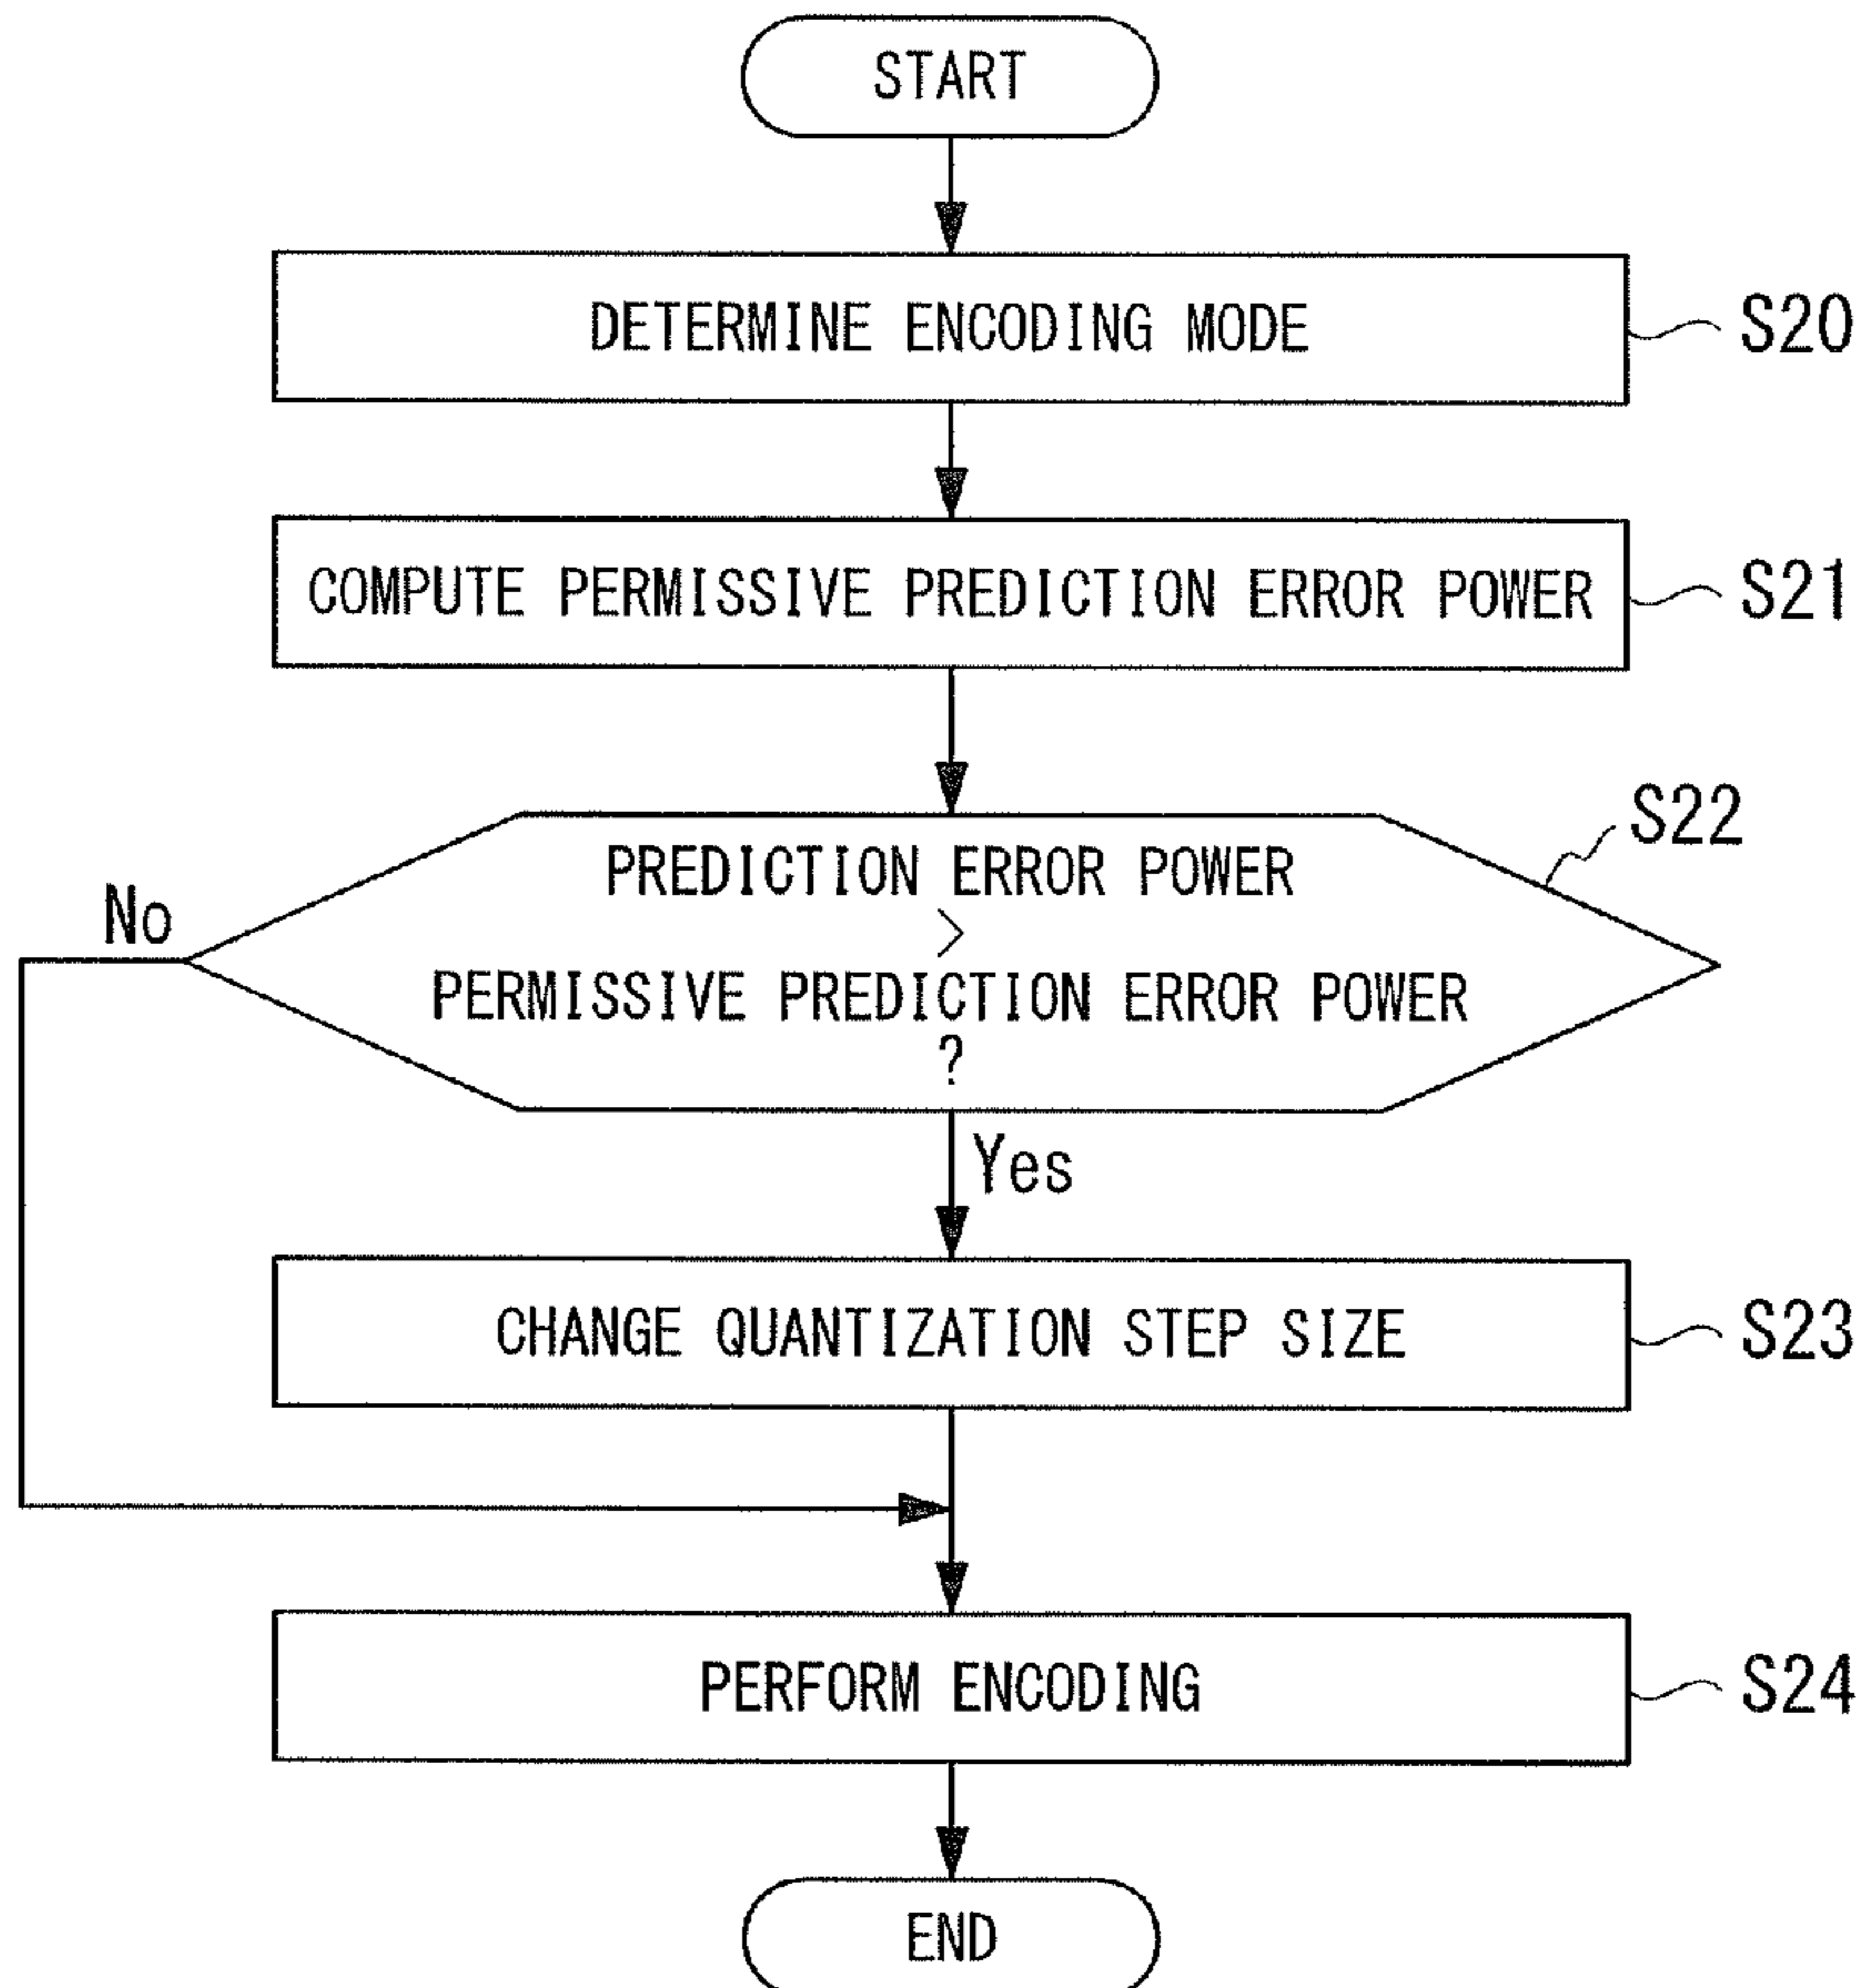 START
DETERMINE ENCODING MODE
S20
COMPUTE PERMISSIVE PREDICTION ERROR POWER
S21
S22
PREDICTION ERROR POWER
>
PERMISSIVE PREDICTION ERROR POWER
?
No
Yes
CHANGE QUANTIZATION STEP SIZE
S23
PERFORM ENCODING
S24
END